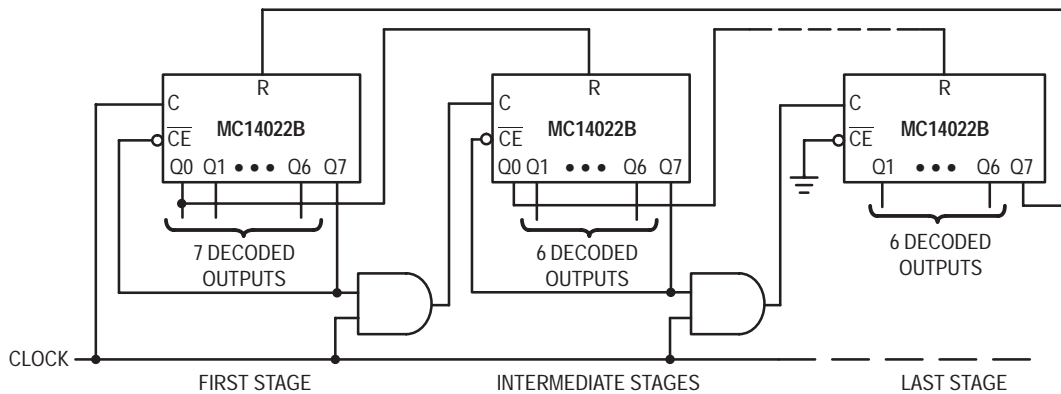 R R R
C C C
MC14022B MC14022B MC14022B
CE CE CE
Q0 Q1 ••• Q6 Q7 Q0 Q1 ••• Q6 Q7 Q1 ••• Q6 Q7
7 DECODED
OUTPUTS
6 DECODED
OUTPUTS
6 DECODED
OUTPUTS
CLOCK
FIRST STAGE INTERMEDIATE STAGES LAST STAGE